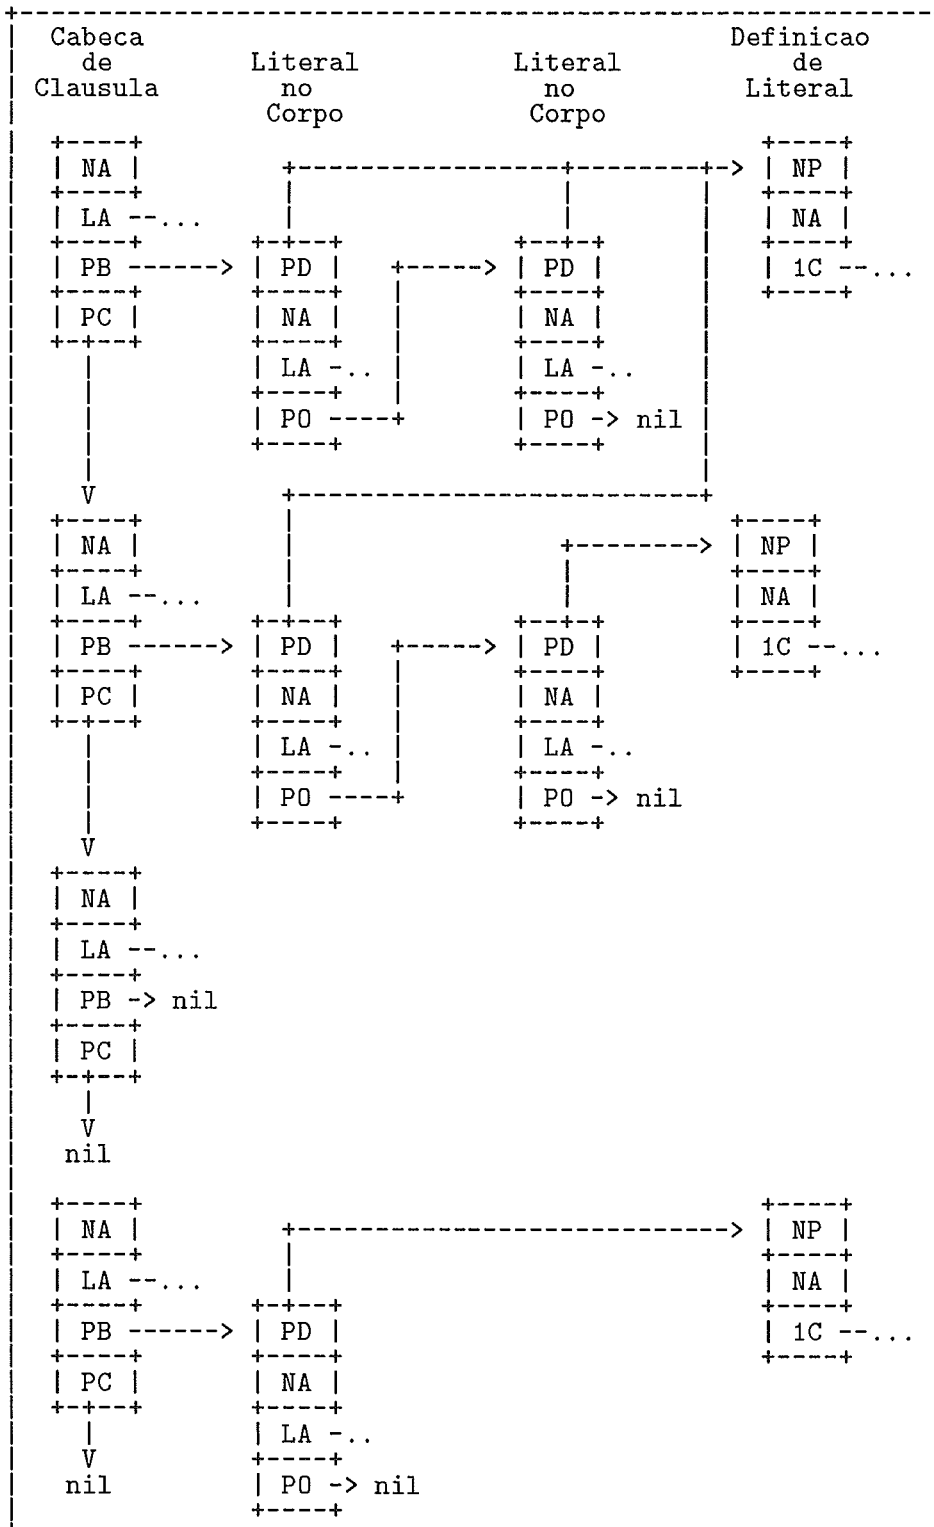 Cabeca Definicao
de Literal Literal de
Clausula no no Literal
Corpo Corpo
NA NP
LA --... NA
PB PD PD 1C --...
PC NA NA
LA -.. LA -..
PO PO -> nil
V
NA NP
LA --... NA
PB PD PD 1C --...
PC NA NA
LA -.. LA -..
PO PO -> nil
V
NA
LA --...
PB -> nil
PC
V
nil
NA NP
LA --... NA
PB PD 1C --...
PC NA
LA -..
V
nil PO -> nil